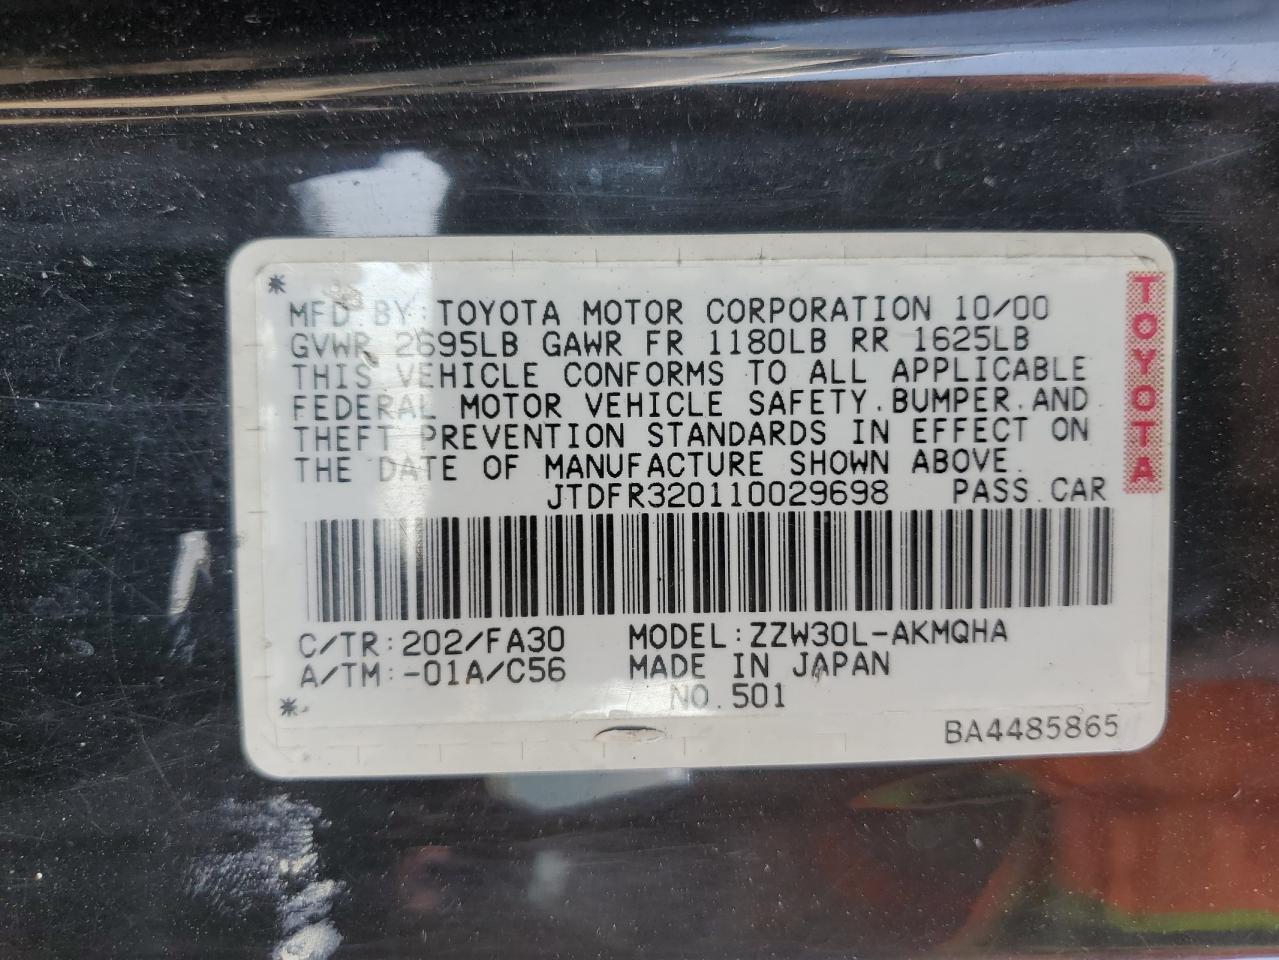 *
MFD BY: TOYOTA MOTOR CORPORATION 10/00
GVWR 2695LB GAWR FR 1180LB RR 1625LB
THIS VEHICLE CONFORMS TO ALL APPLICABLE
FEDERAL MOTOR VEHICLE SAFETY. BUMPER. AND
THEFT PREVENTION STANDARDS IN EFFECT ON
THE DATE OF MANUFACTURE SHOWN ABOVE.
JTDFR320110029698 PASS. CAR
C/TR: 202/FA30 MODEL: ZZW30L-AKMQHA
A/TM: -01A/C56 MADE IN JAPAN
NO. 501
*
BA4485865
TOYOTA